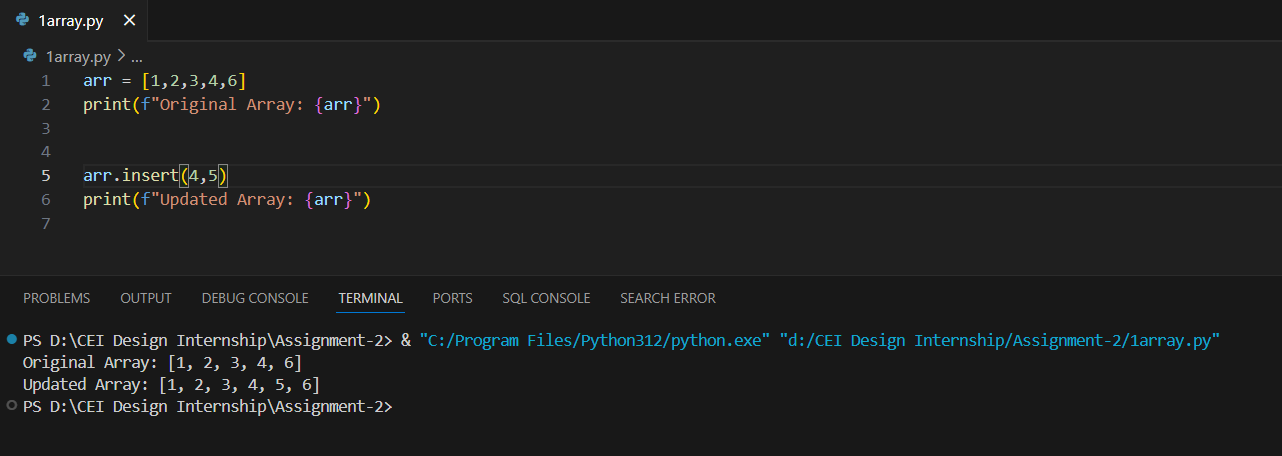 1array.py ×
1array.py > ...
1 arr = [1,2,3,4,6]
2 print(f"Original Array: {arr}")
3
4
5 arr.insert(4,5)
6 print(f"Updated Array: {arr}")
7
PROBLEMS OUTPUT DEBUG CONSOLE TERMINAL PORTS SQL CONSOLE SEARCH ERROR
PS D:\CEI Design Internship\Assignment-2> & "C:/Program Files/Python312/python.exe" "d:/CEI Design Internship/Assignment-2/1array.py"
Original Array: [1, 2, 3, 4, 6]
Updated Array: [1, 2, 3, 4, 5, 6]
PS D:\CEI Design Internship\Assignment-2>